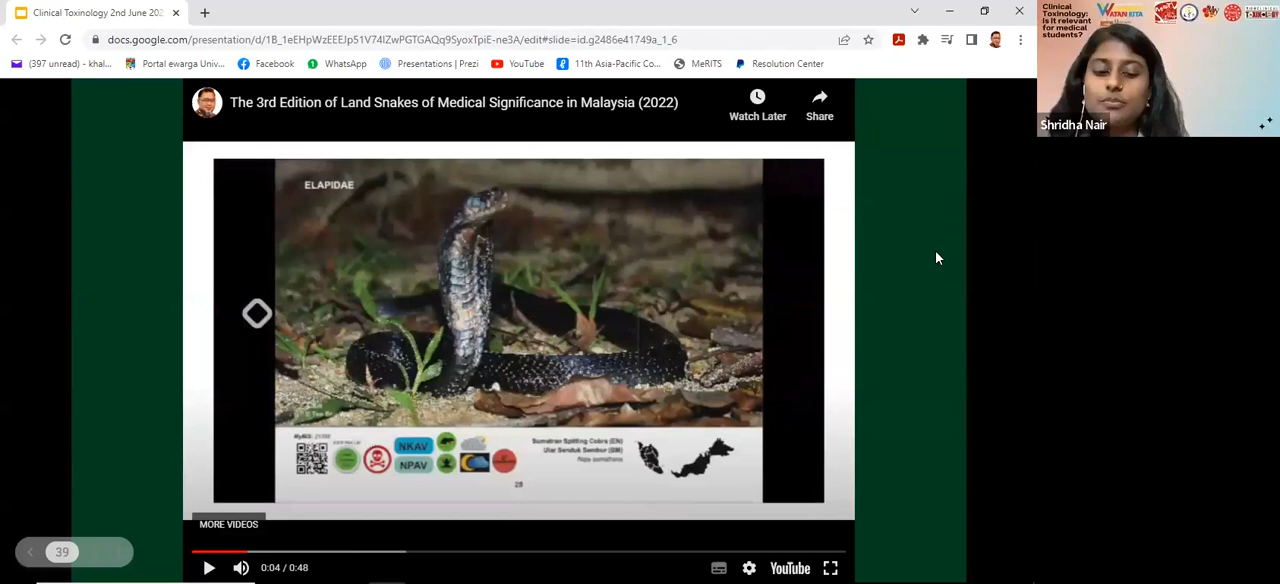 Clinical Toxinology 2nd June 202
docs.google.com/presentation/d/1B_1eEHpWzEEEJpS1V74lZwPGTGAQq9SyoxTpiE-ne3A/edit#slide=id.g2486e41749a_1_6
(397 unread) - khal...
Portal ewarga Univ...
Facebook
WhatsApp
Presentations | Prezi
YouTube
11th Asia-Pacific Co...
MeRITS
Resolution Center
Clinical
Toxinology:
Is it relevant
for medical
students?
WATAN
Shridha Nair
The 3rd Edition of Land Snakes of Medical Significance in Malaysia (2022)
Watch Later
Share
ELAPIDAE
NKAV
NPAV
Sumatran Spitting Cobra (EN)
Ular Senduk Sembur (BM)
Naja sumatrana
28
MORE VIDEOS
39
0:04 / 0:48
YouTube